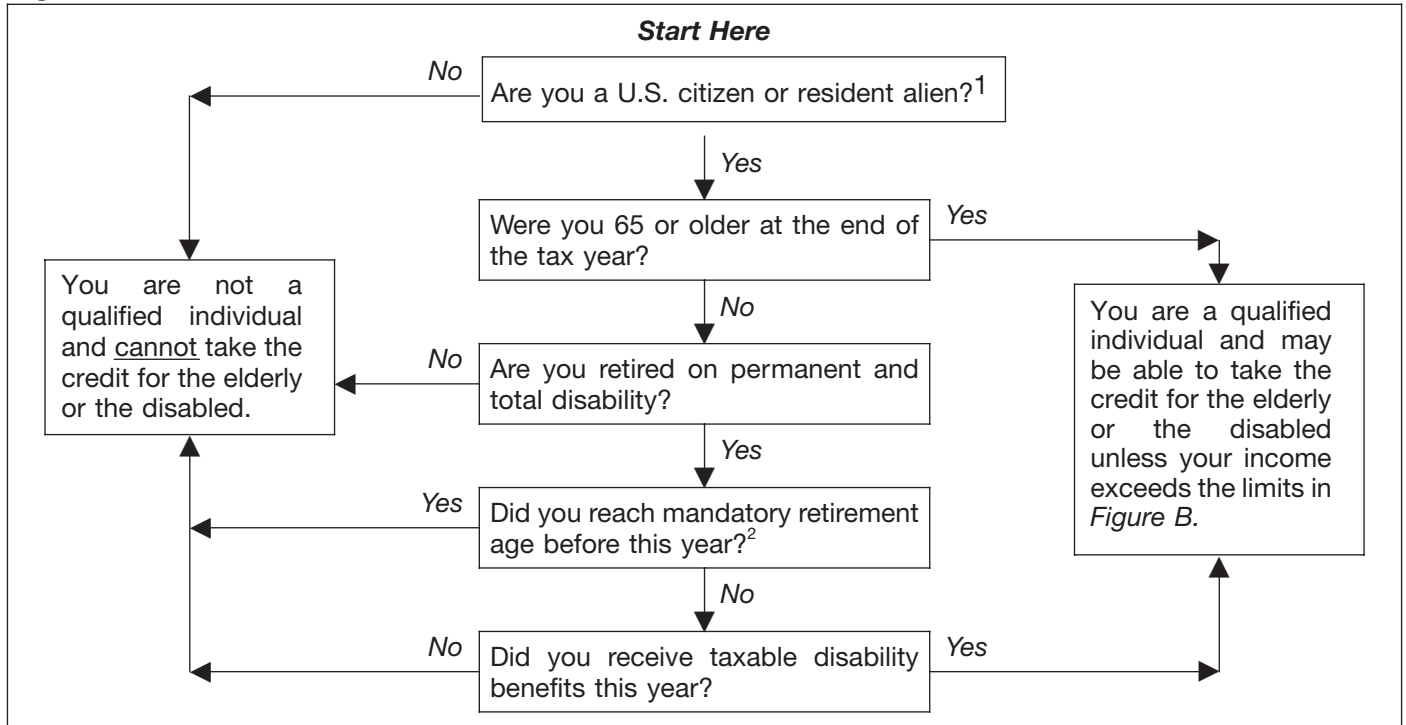 Start Here
No
Are you a U.S. citizen or resident alien?1
Yes
Were you 65 or older at the end of
the tax year?
Yes
No
You are not a
qualified individual
and cannot take the
credit for the elderly
or the disabled.
You are a qualified
individual and may
be able to take the
credit for the elderly
or the disabled
unless your income
exceeds the limits in
Figure B.
No
Are you retired on permanent and
total disability?
Yes
Yes
Did you reach mandatory retirement
age before this year?2
No
No
Did you receive taxable disability
benefits this year?
Yes